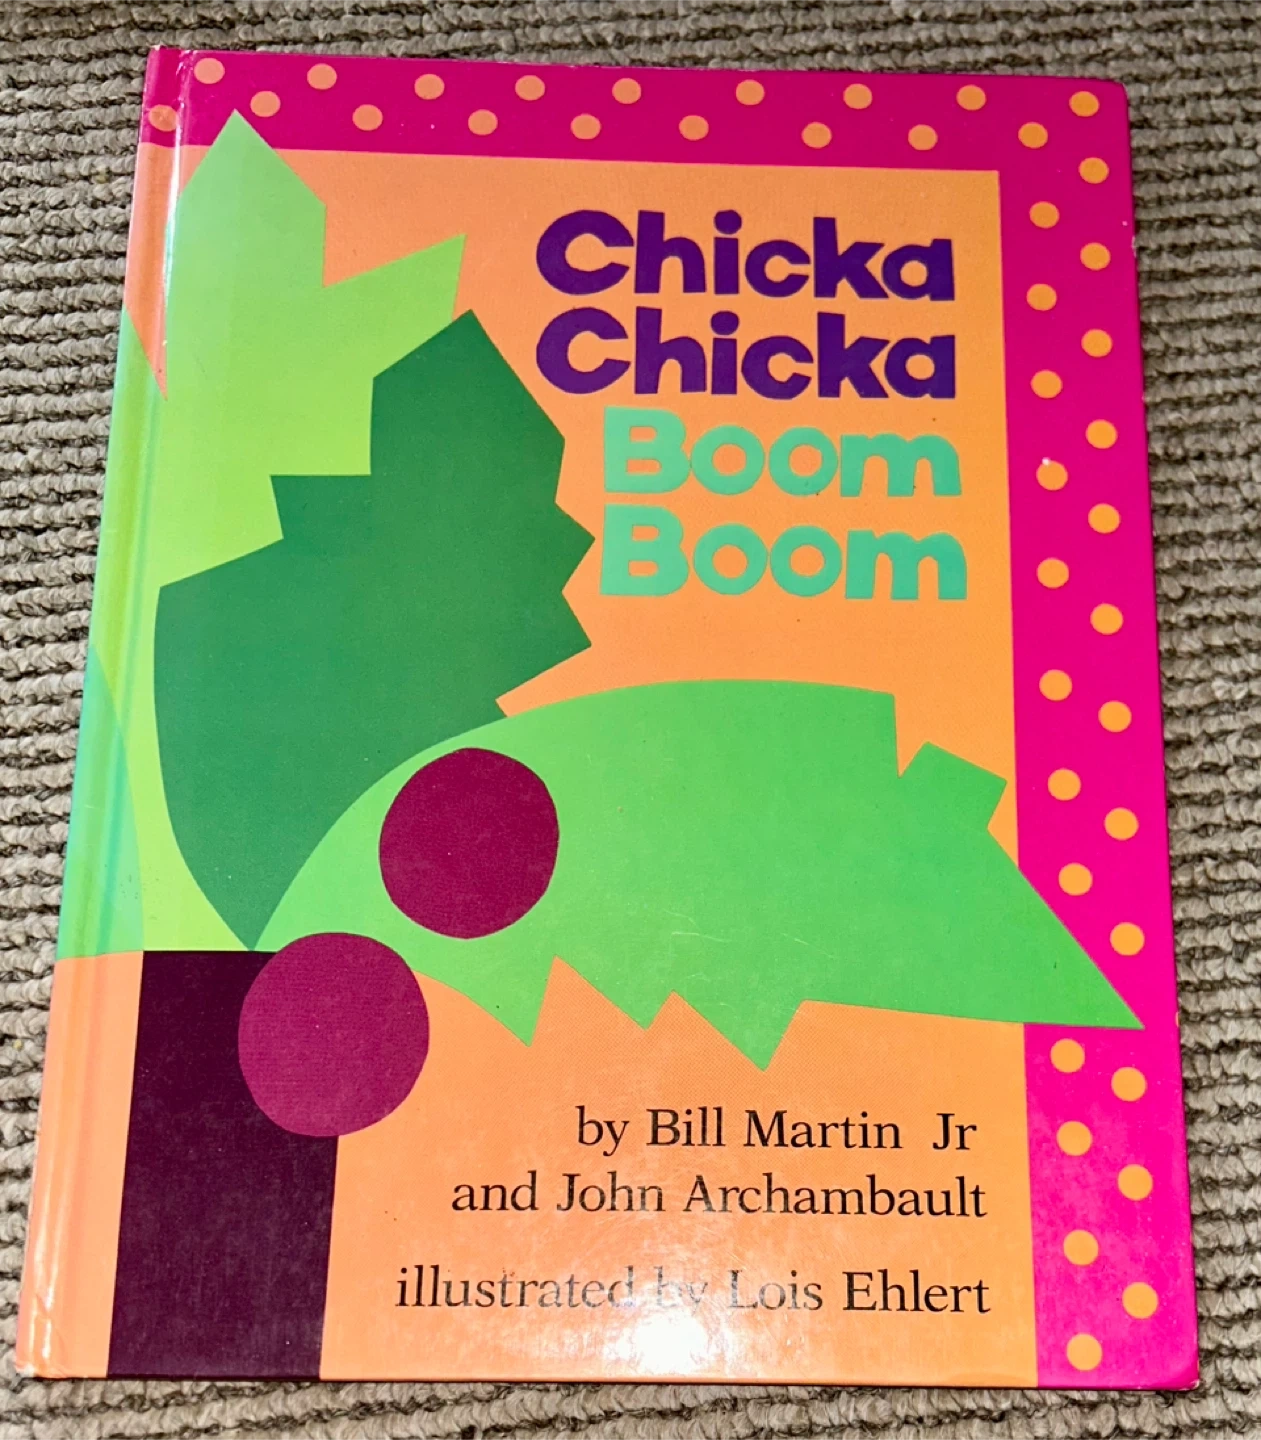 Chicka
Chicka
Boom
Boom
by Bill Martin Jr
and John Archambault
illustrated by Lois Ehlert